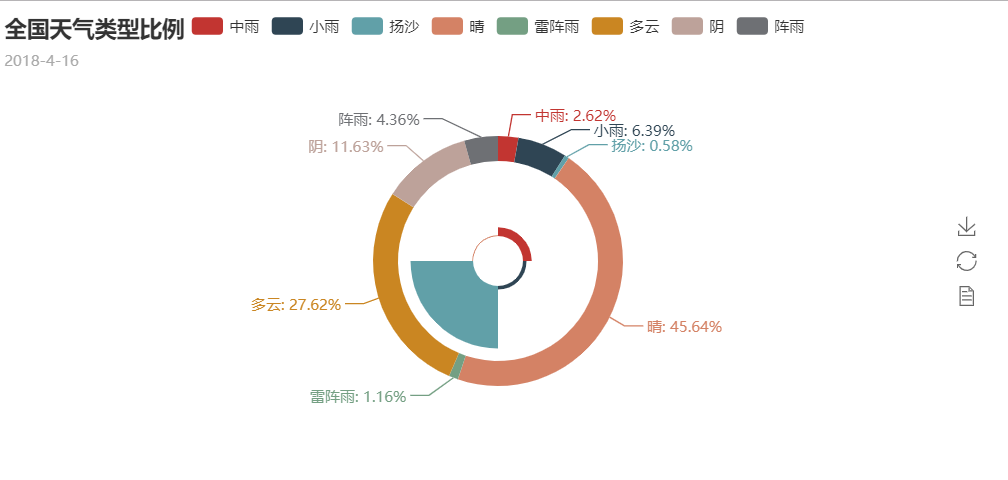 全国天气类型比例
2018-4-16
中雨
小雨
扬沙
晴
雷阵雨
多云
阴
阵雨
中雨: 2.62%
阵雨: 4.36%
小雨: 6.39%
扬沙: 0.58%
阴: 11.63%
多云: 27.62%
晴: 45.64%
雷阵雨: 1.16%